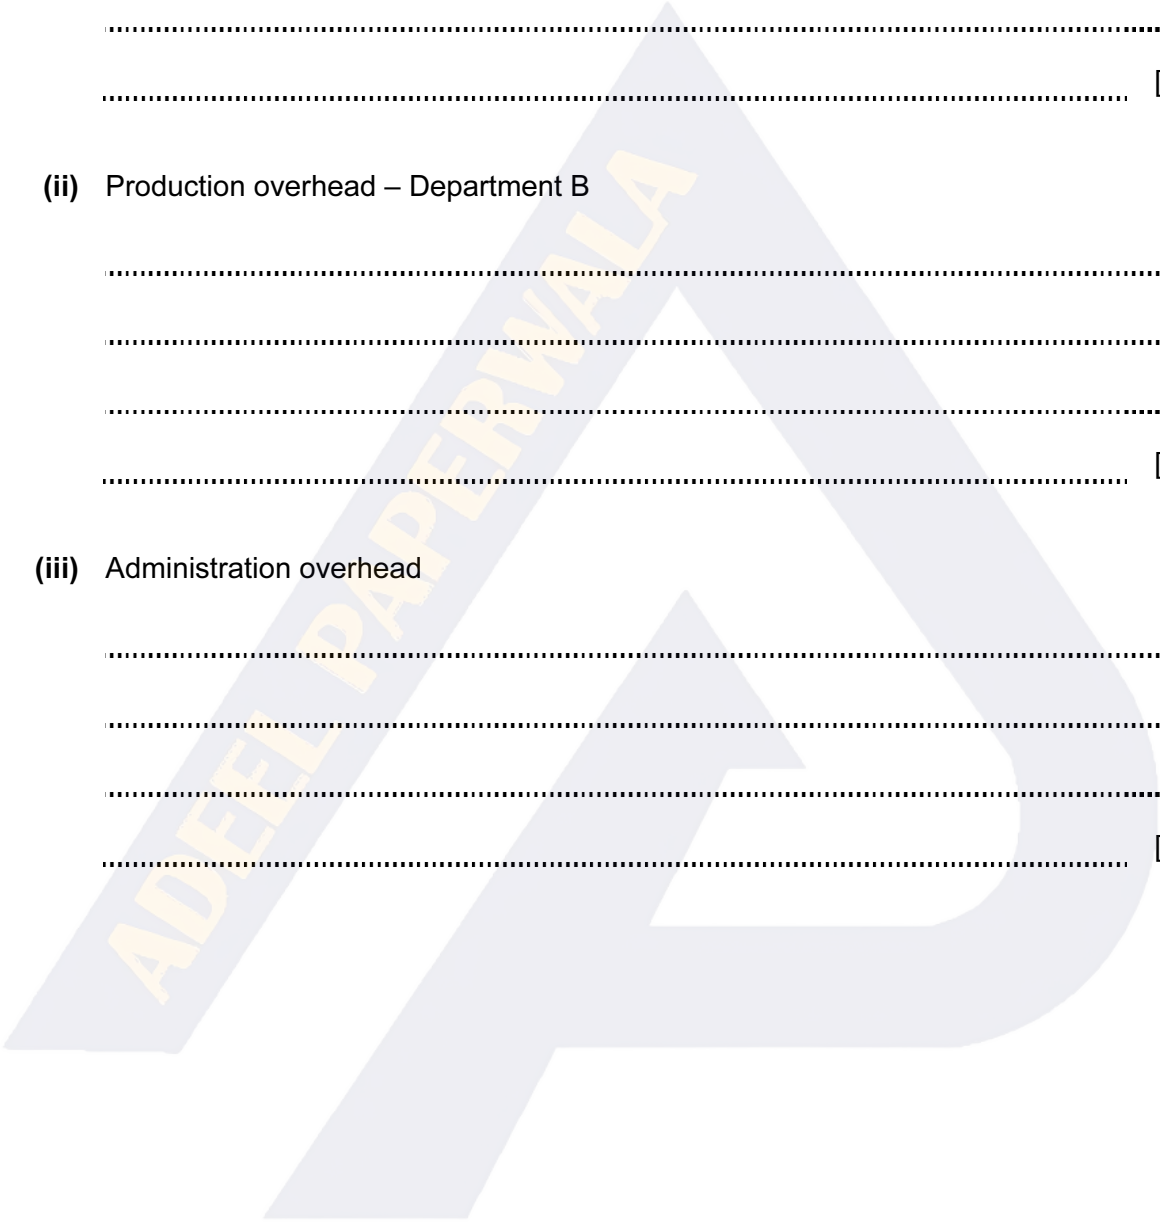 [
(ii) Production overhead – Department B
[
(iii) Administration overhead
[
ADEEL PAPERWALA